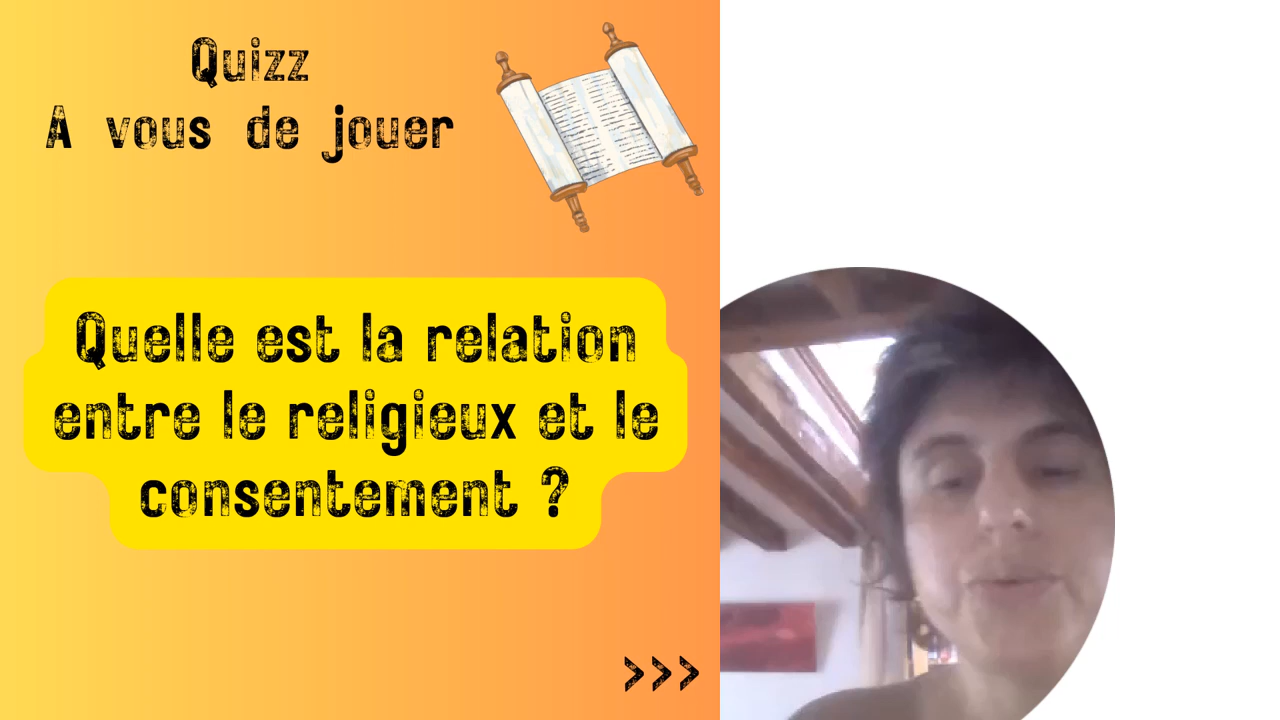 Quizz
A vous de jouer
Quelle est la relation
entre le religieux et le
consentement ?
>>>